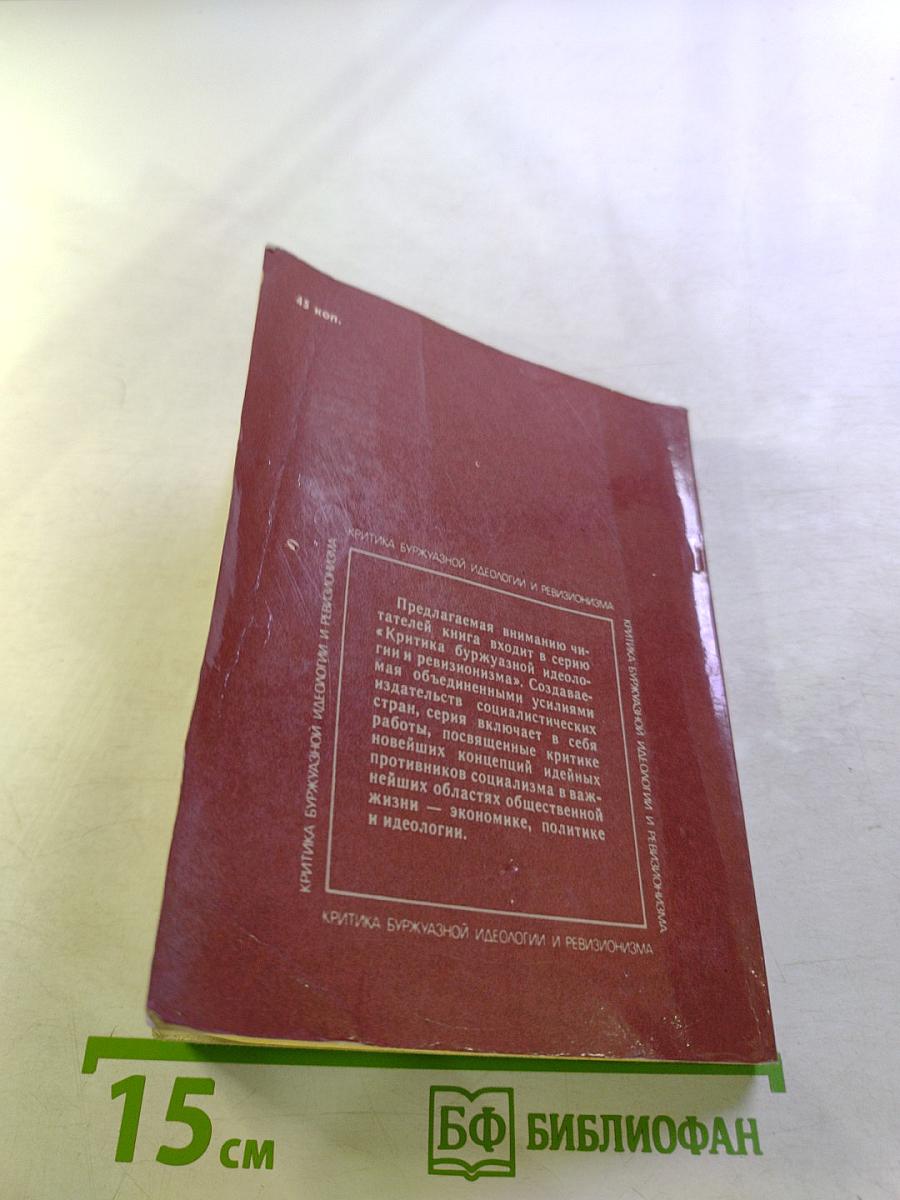 45 коп.
КРИТИКА БУРЖУАЗНОЙ ИДЕОЛОГИИ И РЕВИЗИОНИЗМА
КРИТИКА БУРЖУАЗНОЙ ИДЕОЛОГИИ И РЕВИЗИОНИЗМА
КРИТИКА БУРЖУАЗНОЙ ИДЕОЛОГИИ И РЕВИЗИОНИЗМА
Предлагаемая вниманию чи-
тателей книга входит в серию
«Критика буржуазной идеоло-
гии и ревизионизма». Создавае-
мая объединенными усилиями
издательств социалистических
стран, серия включает в себя
работы, посвященные критике
новейших концепций идейных
противников социализма в важ-
нейших областях общественной
жизни — экономике, политике
и идеологии.
КРИТИКА БУРЖУАЗНОЙ ИДЕОЛОГИИ И РЕВИЗИОНИЗМА
15 см
БФ БИБЛИОФАН